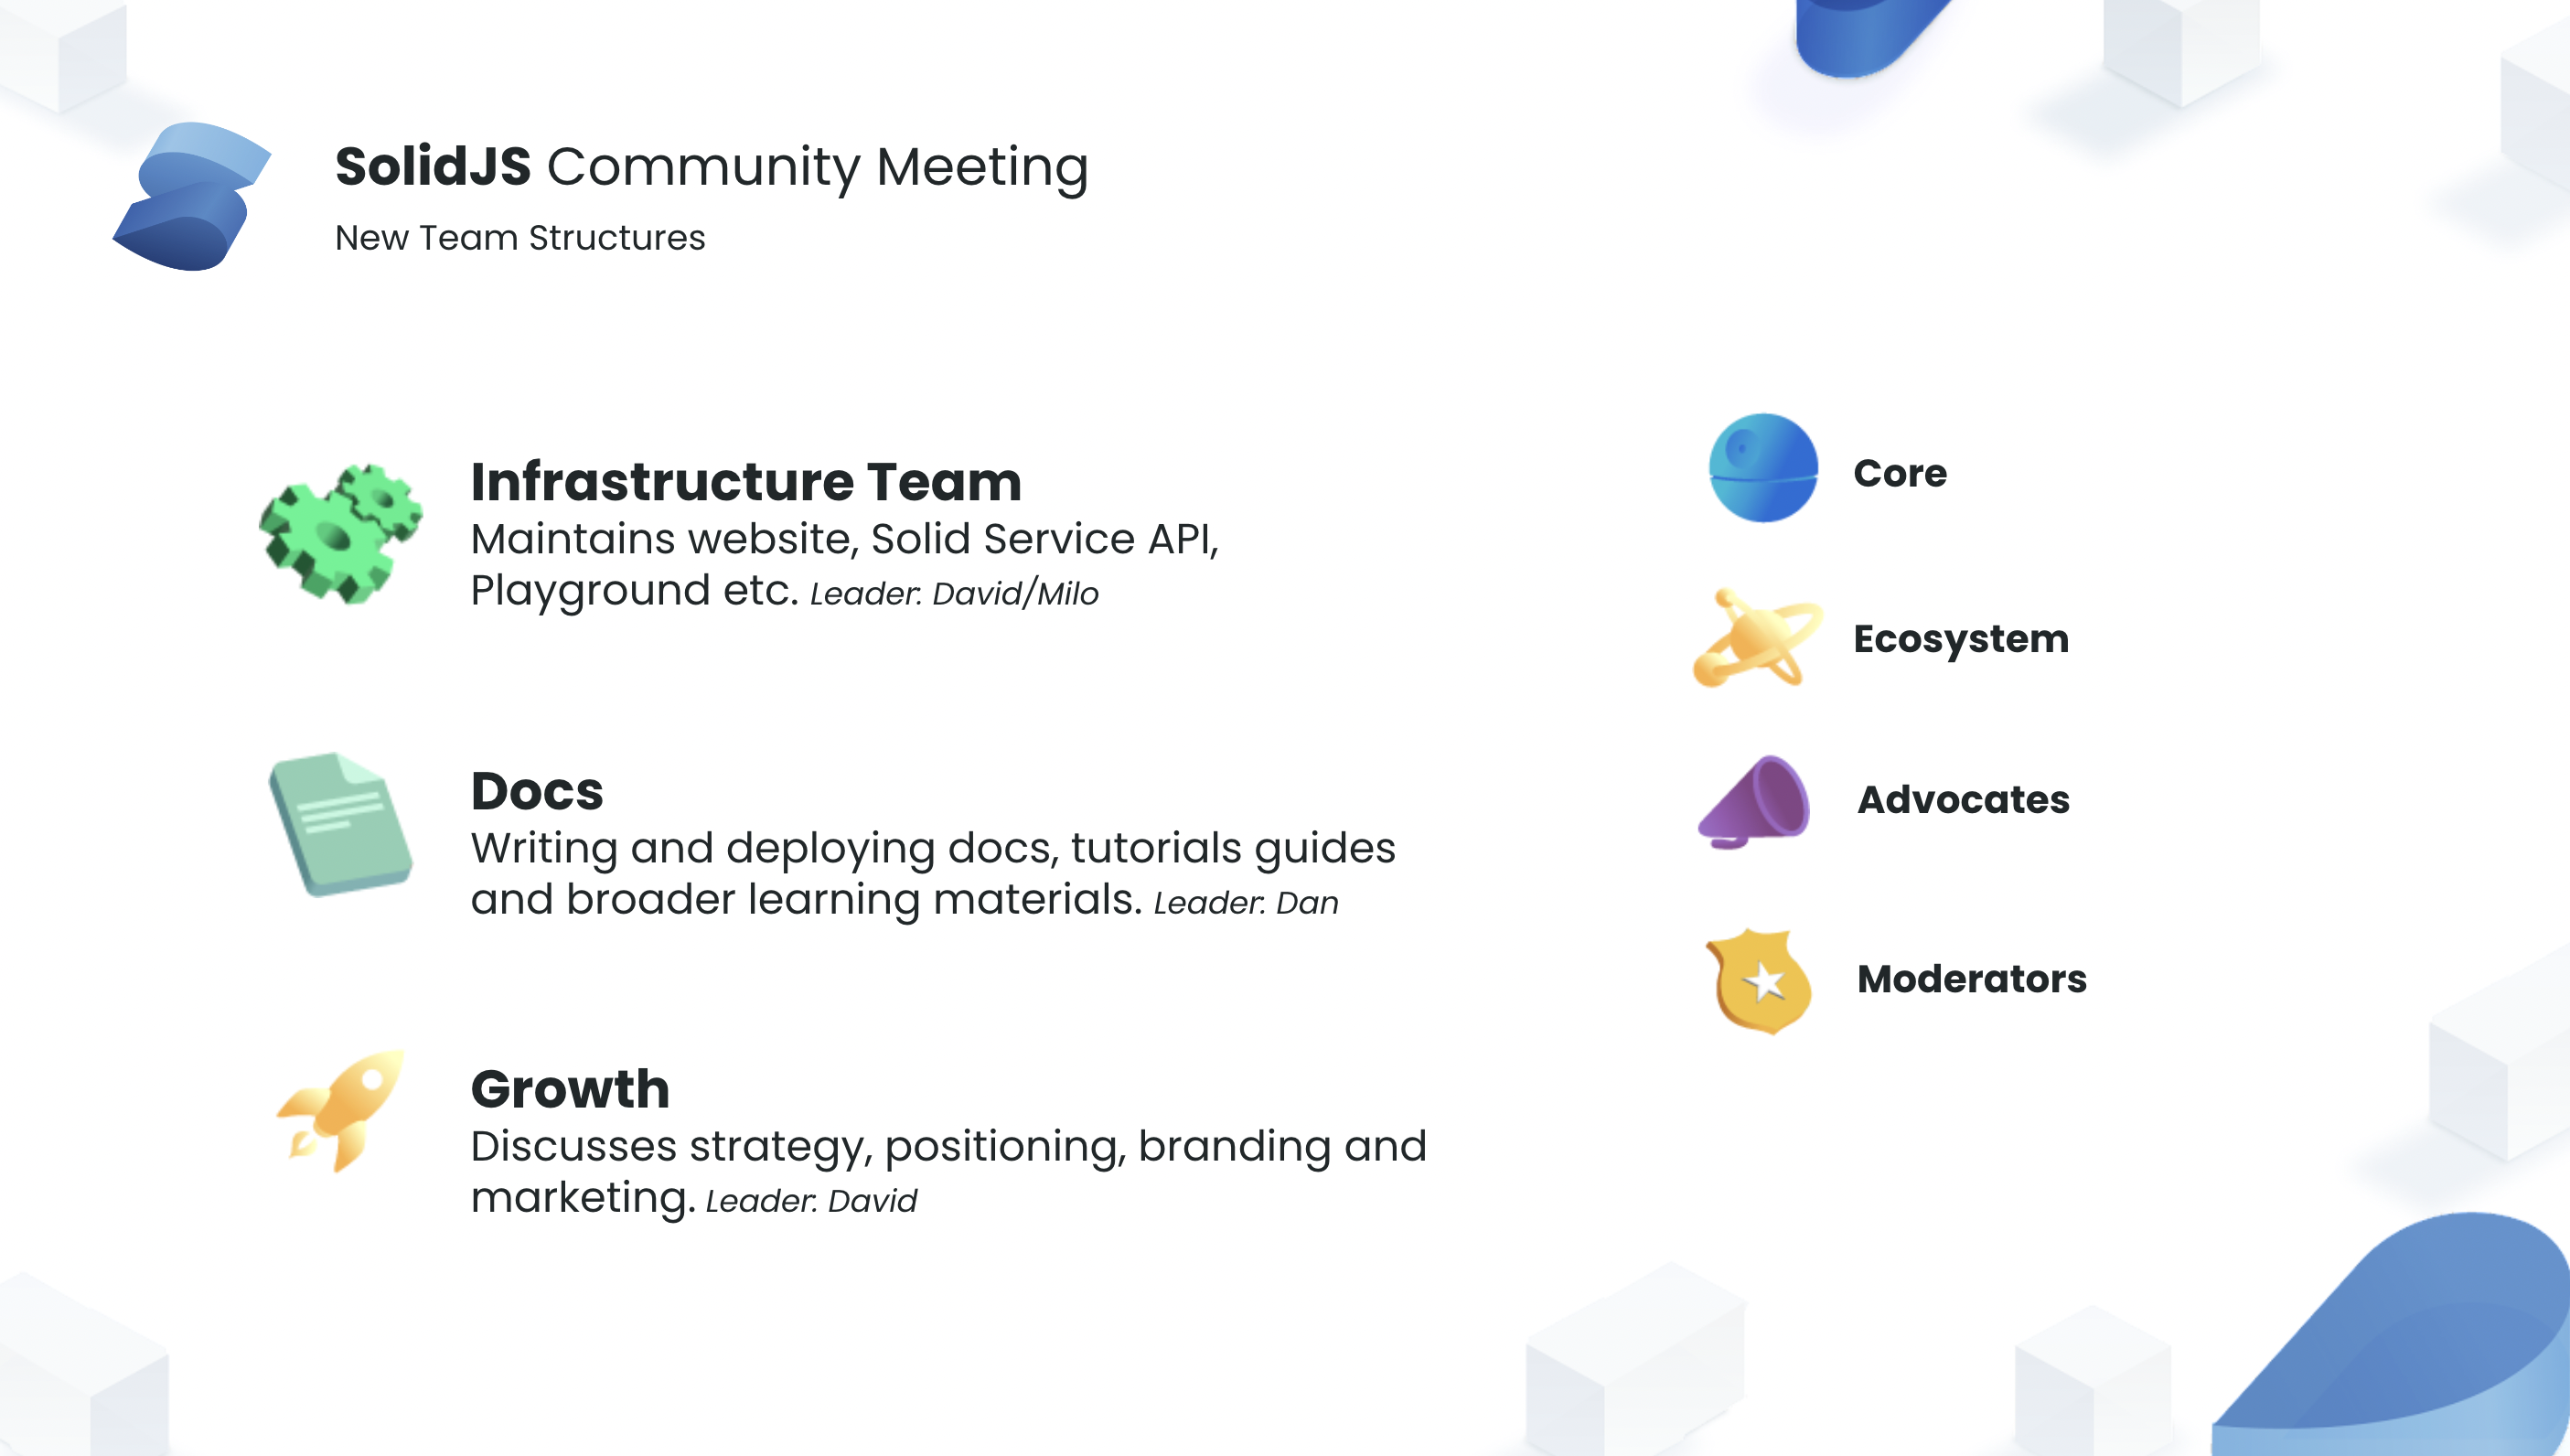 SolidJS Community Meeting
New Team Structures
Infrastructure Team
Maintains website, Solid Service API,
Playground etc. Leader: David/Milo
Docs
Writing and deploying docs, tutorials guides
and broader learning materials. Leader: Dan
Growth
Discusses strategy, positioning, branding and
marketing. Leader: David
Core
Ecosystem
Advocates
Moderators